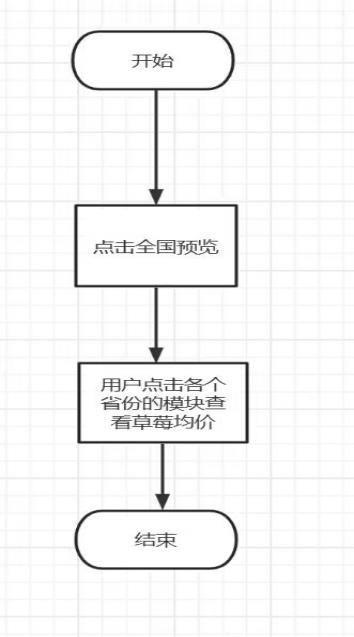 开始
点击全国预览
用户点击各个
省份的模块查
看草莓均价
结束